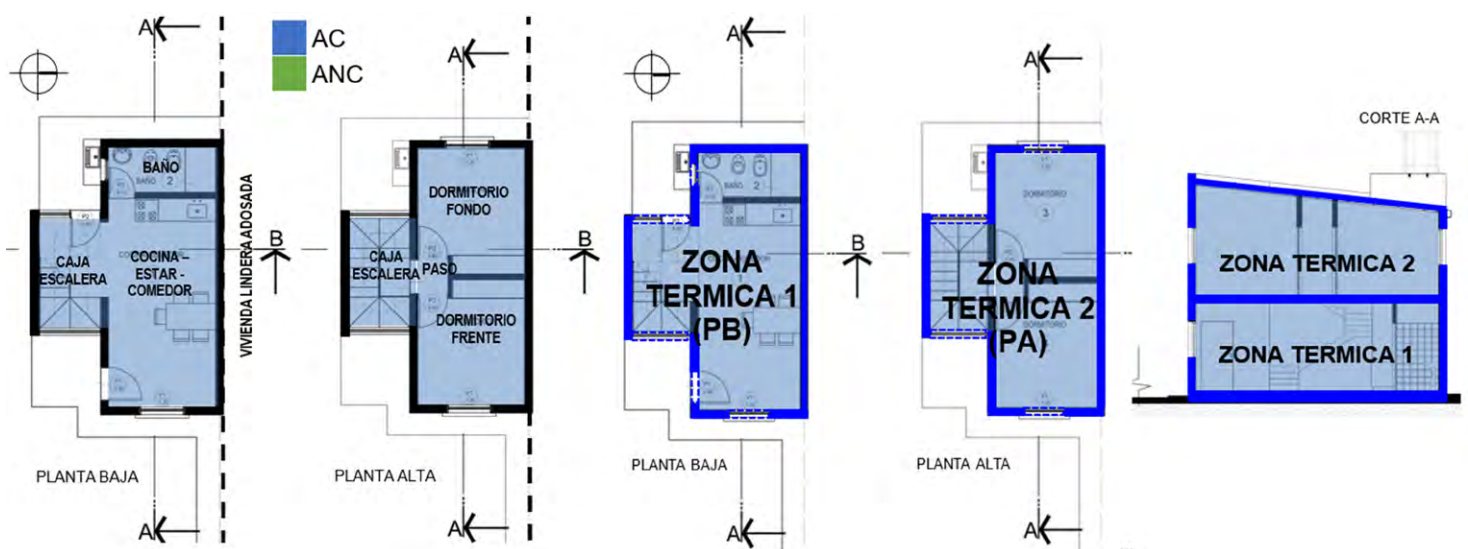 AC
ANC
A
BAÑO
BAÑO 2
CAJA
ESCALERA
COCINA –
ESTAR -
COMEDOR
VIVIENDA LINDERA ADOSADA
B
PLANTA BAJA
A
A
DORMITORIO
FONDO
CAJA
ESCALERA
PASO
DORMITORIO
FRENTE
B
PLANTA ALTA
A
A
BAÑO 2
ZONA
TERMICA 1
(PB)
B
PLANTA BAJA
A
A
DORMITORIO
3
ZONA
TERMICA 2
(PA)
DORMITORIO
PLANTA ALTA
A
CORTE A-A
ZONA TERMICA 2
ZONA TERMICA 1